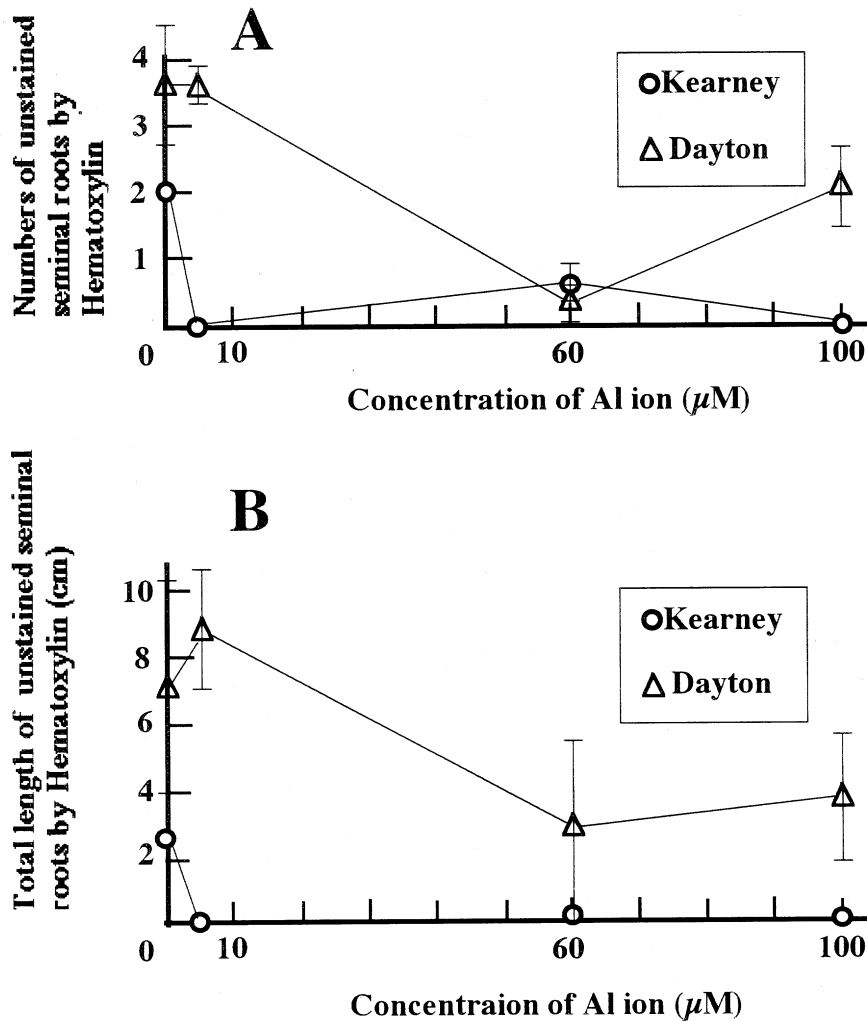 A
Numbers of unstained
seminal roots by
Hematoxylin
4
3
2
1
0
10
60
100
Kearney
Dayton
Concentration of Al ion (μM)
B
Total length of unstained seminal
roots by Hematoxylin (cm)
10
8
6
4
2
0
10
60
100
Kearney
Dayton
Concentraion of Al ion (μM)